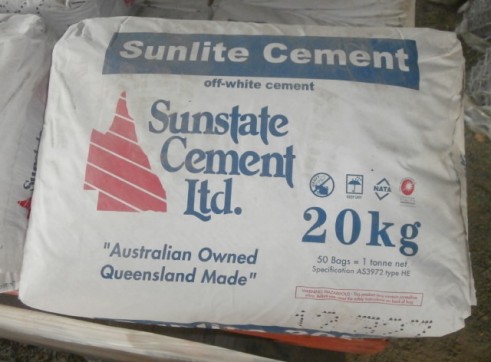 Sunlite Cement
off-white cement
Sunstate
Cement
Ltd.
NATA
20kg
50 Bags = 1 tonne net
Specification AS3972 type HE
"Australian Owned
Queensland Made"